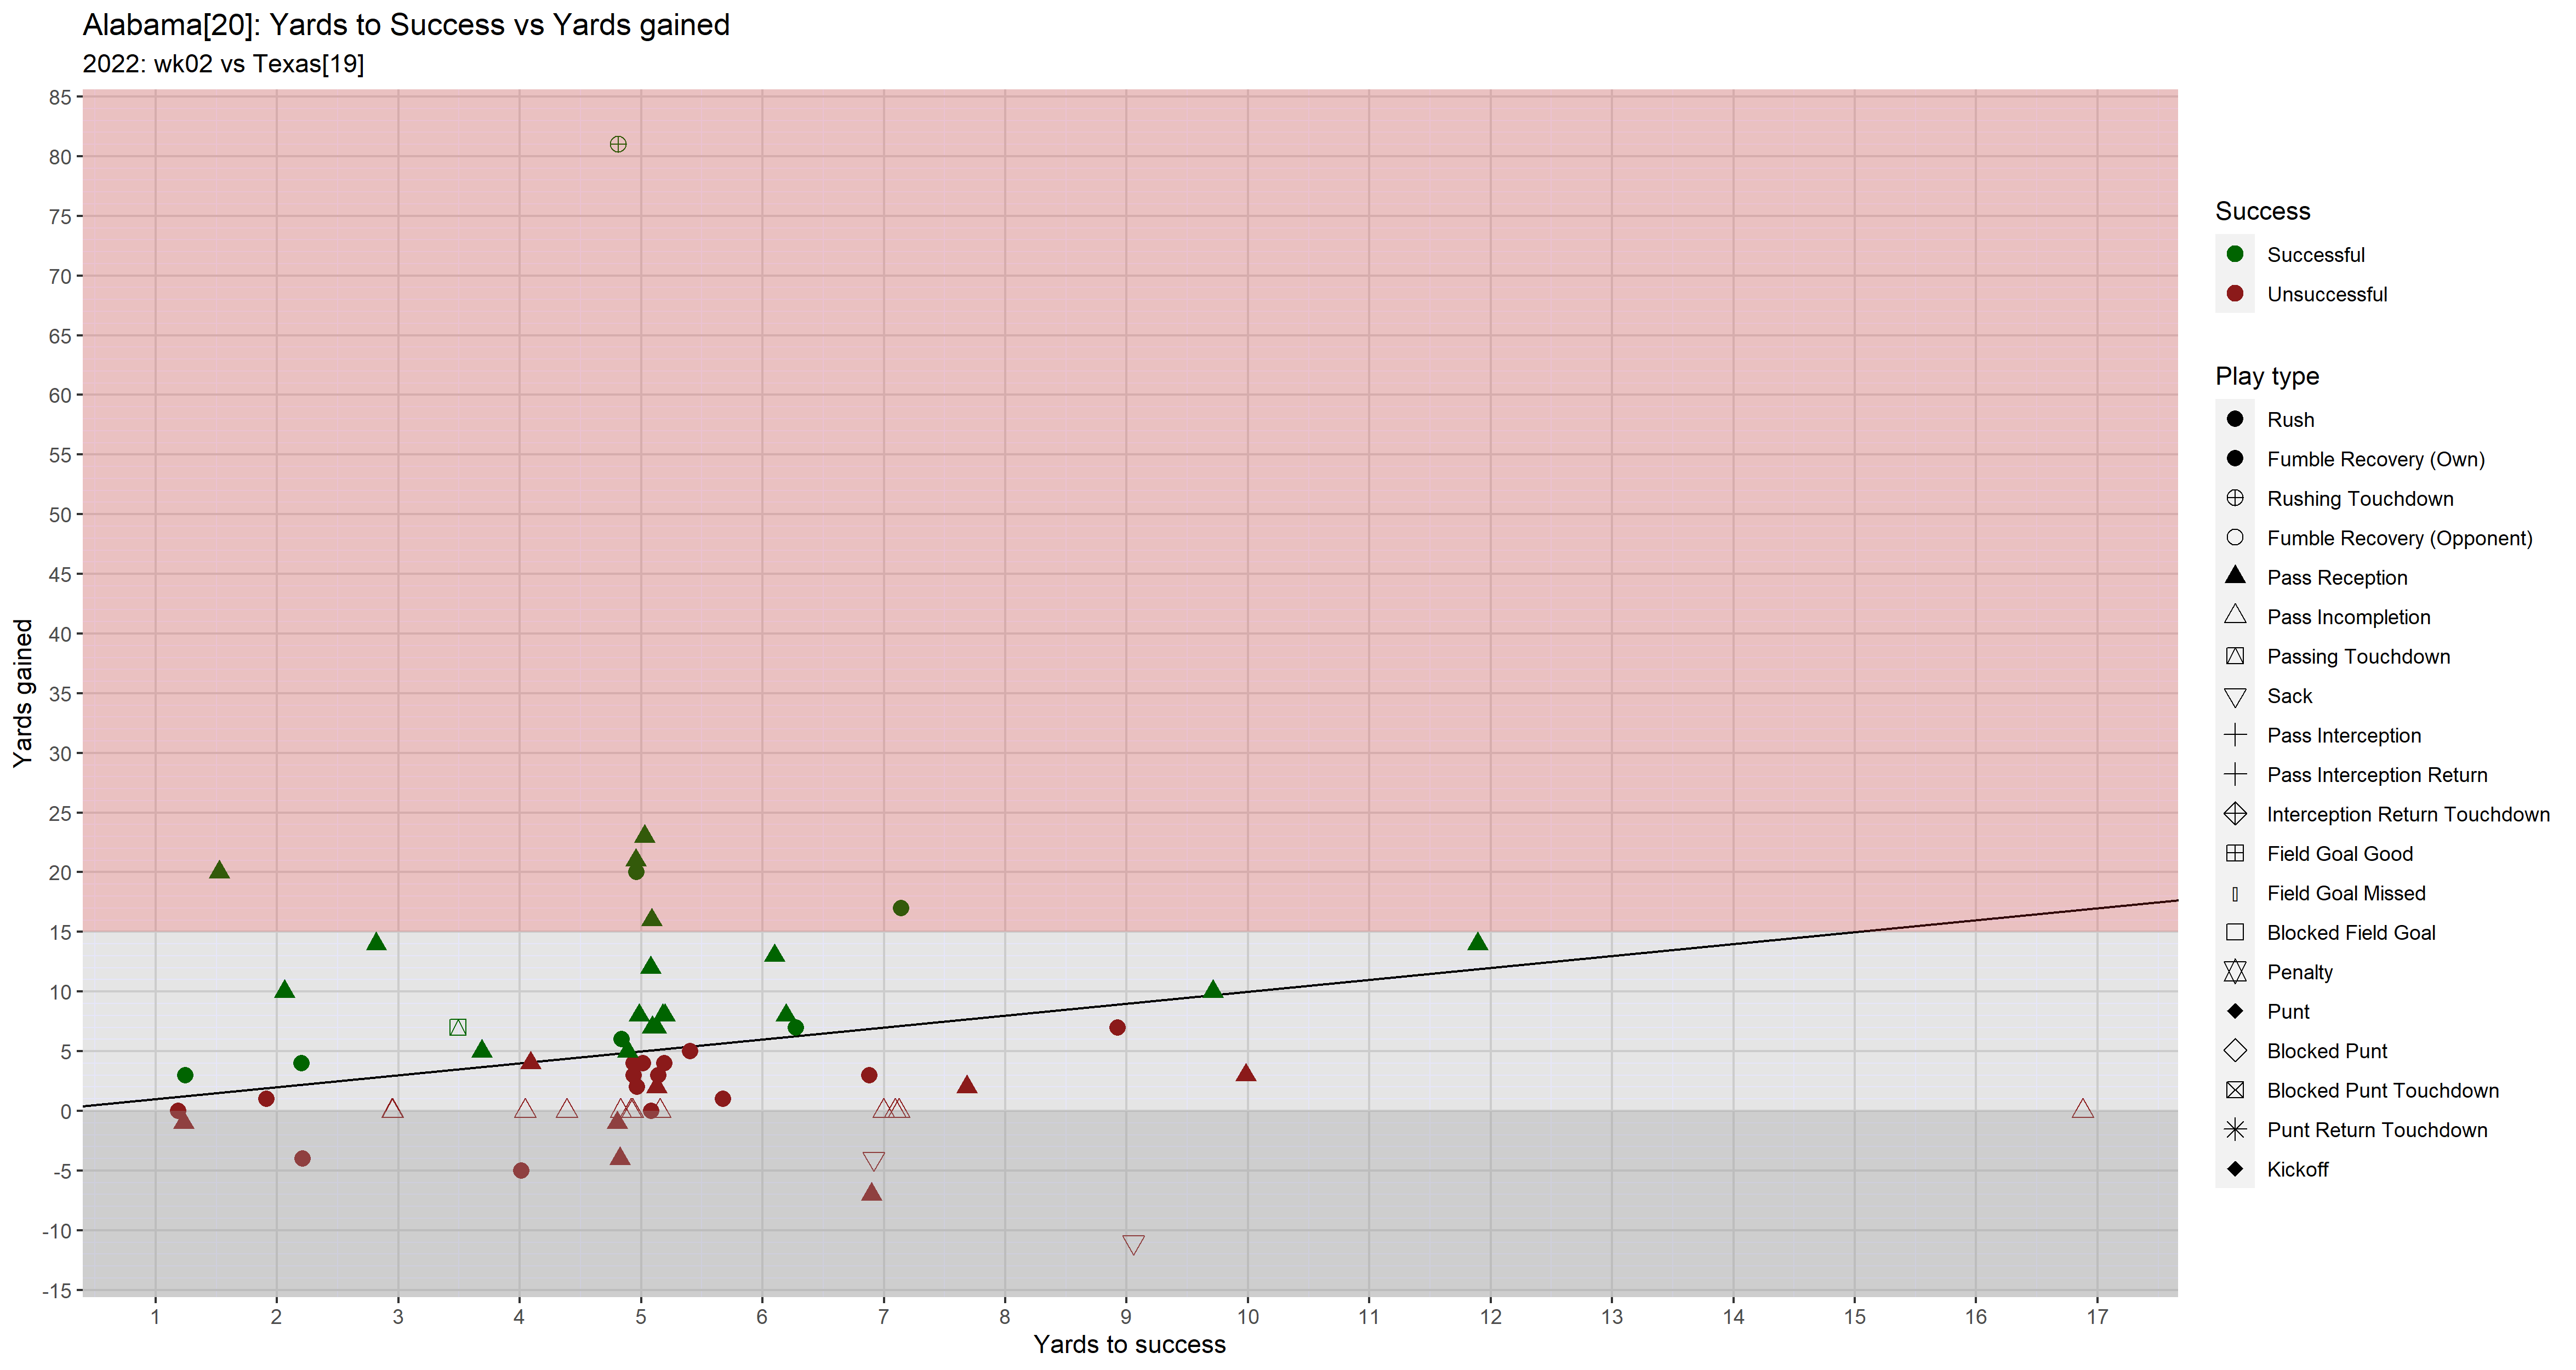 Alabama[20]: Yards to Success vs Yards gained
2022: wk02 vs Texas[19]
Yards gained
85
80
75
70
65
60
55
50
45
40
35
30
25
20
15
10
5
0
-5
-10
-15
1 2 3 4 5 6 7 8 9 10 11 12 13 14 15 16 17
Yards to success
Success
Successful
Unsuccessful
Play type
Rush
Fumble Recovery (Own)
Rushing Touchdown
Fumble Recovery (Opponent)
Pass Reception
Pass Incompletion
Passing Touchdown
Sack
Pass Interception
Pass Interception Return
Interception Return Touchdown
Field Goal Good
Field Goal Missed
Blocked Field Goal
Penalty
Punt
Blocked Punt
Blocked Punt Touchdown
Punt Return Touchdown
Kickoff